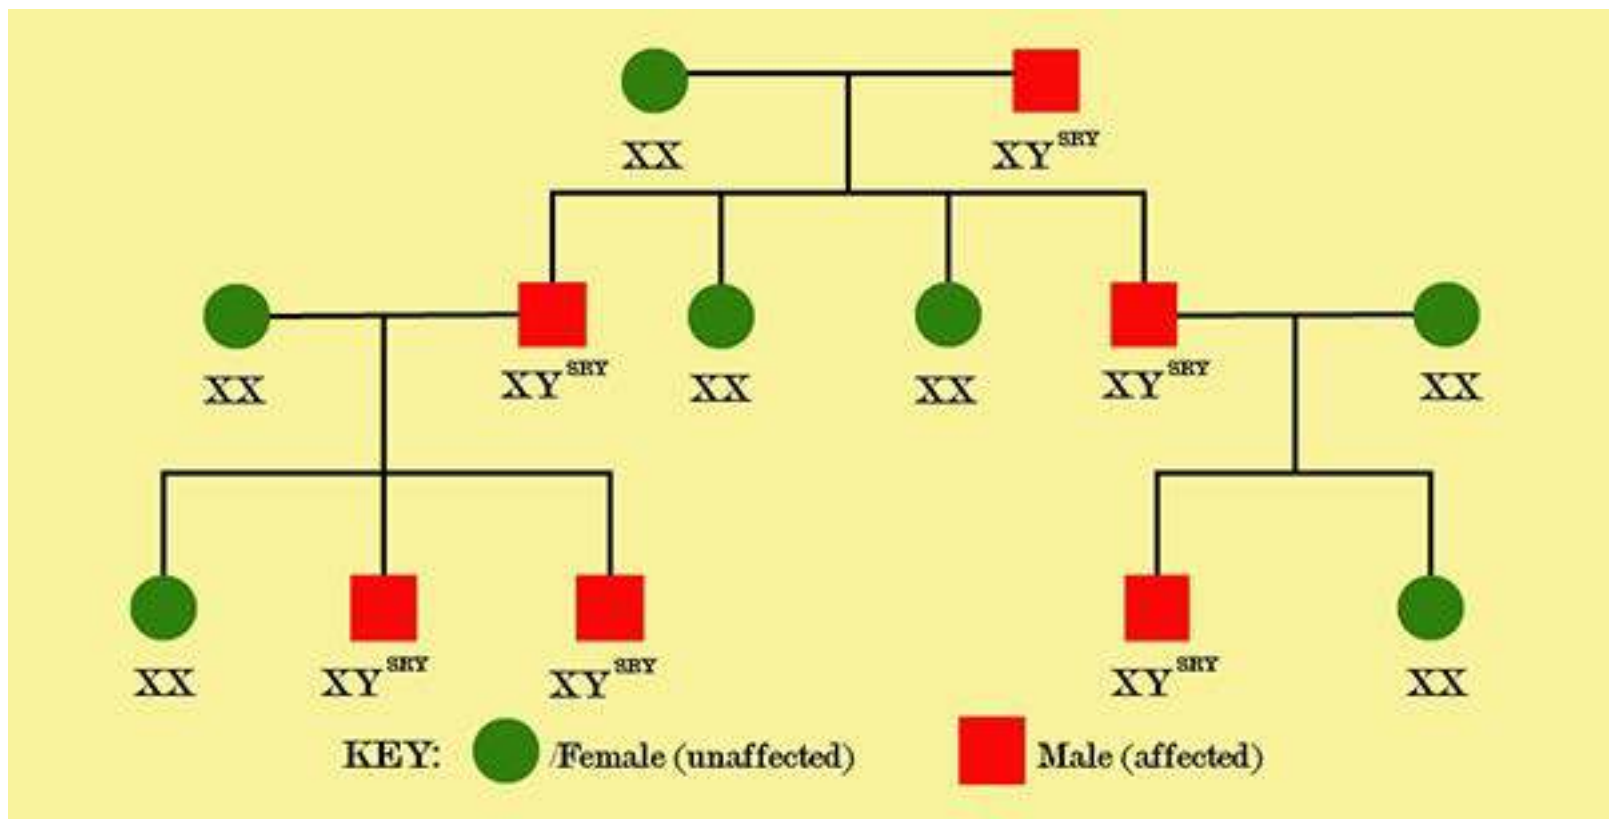 XX XY^SRY
XX XY^SRY XX XX XY^SRY XX
XX XY^SRY XY^SRY XY^SRY XX
KEY: /Female (unaffected) Male (affected)